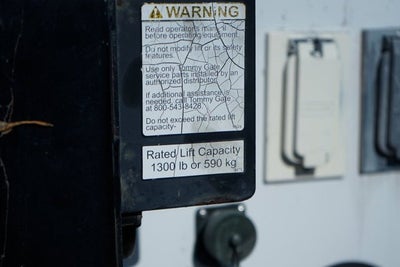 WARNING
Read operators manual
before operating equipment.
Do not modify lift or its safety
features.
Use only Tommy Gate
service parts installed by an
authorized distributor.
If additional assistance is
needed, call Tommy Gate
at 800-543-8428
Do not exceed the rated lift
capacity-
Rated Lift Capacity
1300 lb or 590 kg